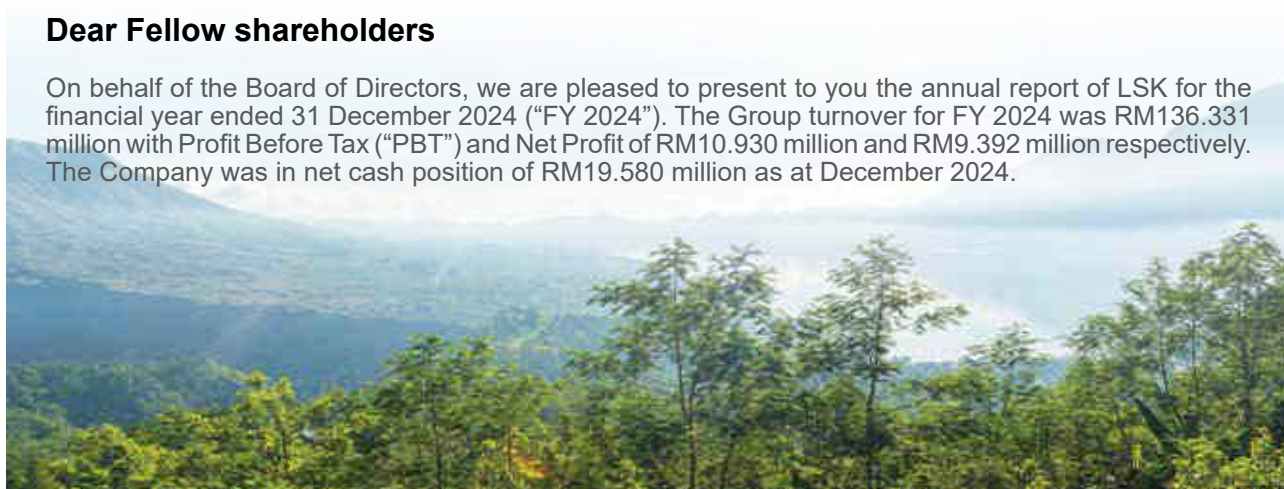 Dear Fellow shareholders
On behalf of the Board of Directors, we are pleased to present to you the annual report of LSK for the
financial year ended 31 December 2024 (“FY 2024”). The Group turnover for FY 2024 was RM136.331
million with Profit Before Tax (“PBT”) and Net Profit of RM10.930 million and RM9.392 million respectively.
The Company was in net cash position of RM19.580 million as at December 2024.